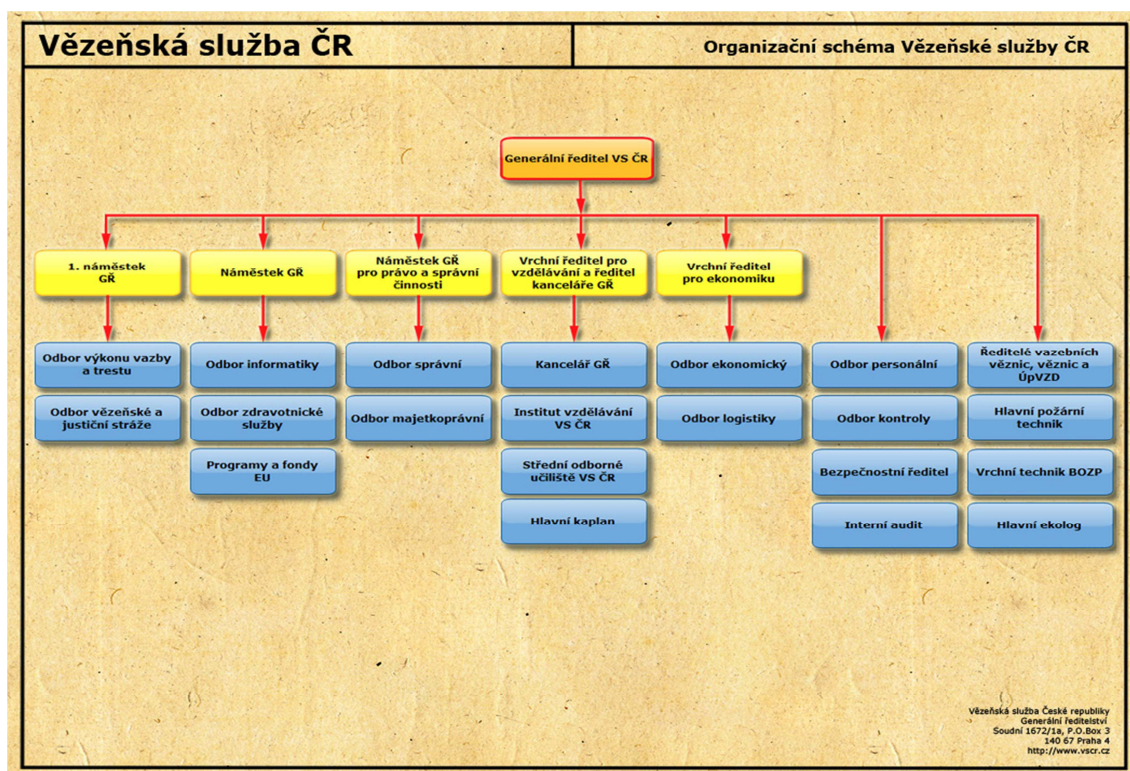 Vězeňská služba ČR
Organizační schéma Vězeňské služby ČR
Generální ředitel VS ČR
1. náměstek
GŘ
Náměstek GŘ
Náměstek GŘ
pro právo a správní
činnosti
Vrchní ředitel pro
vzdělávání a ředitel
kanceláře GŘ
Vrchní ředitel
pro ekonomiku
Odbor výkonu vazby
a trestu
Odbor informatiky
Odbor správní
Kancelář GŘ
Odbor ekonomický
Odbor personální
Ředitelé vazebních
věznic, věznic a
ÚpVZD
Odbor vězeňské a
justiční stráže
Odbor zdravotnické
služby
Odbor majetkoprávní
Institut vzdělávání
VS ČR
Odbor logistiky
Odbor kontroly
Hlavní požární
technik
Programy a fondy
EU
Střední odborné
učiliště VS ČR
Bezpečnostní ředitel
Vrchní technik BOZP
Hlavní kaplan
Interní audit
Hlavní ekolog
Vězeňská služba České republiky
Generální ředitelství
Soudní 1672/1a, P.O.Box 3
140 67 Praha 4
http://www.vscr.cz